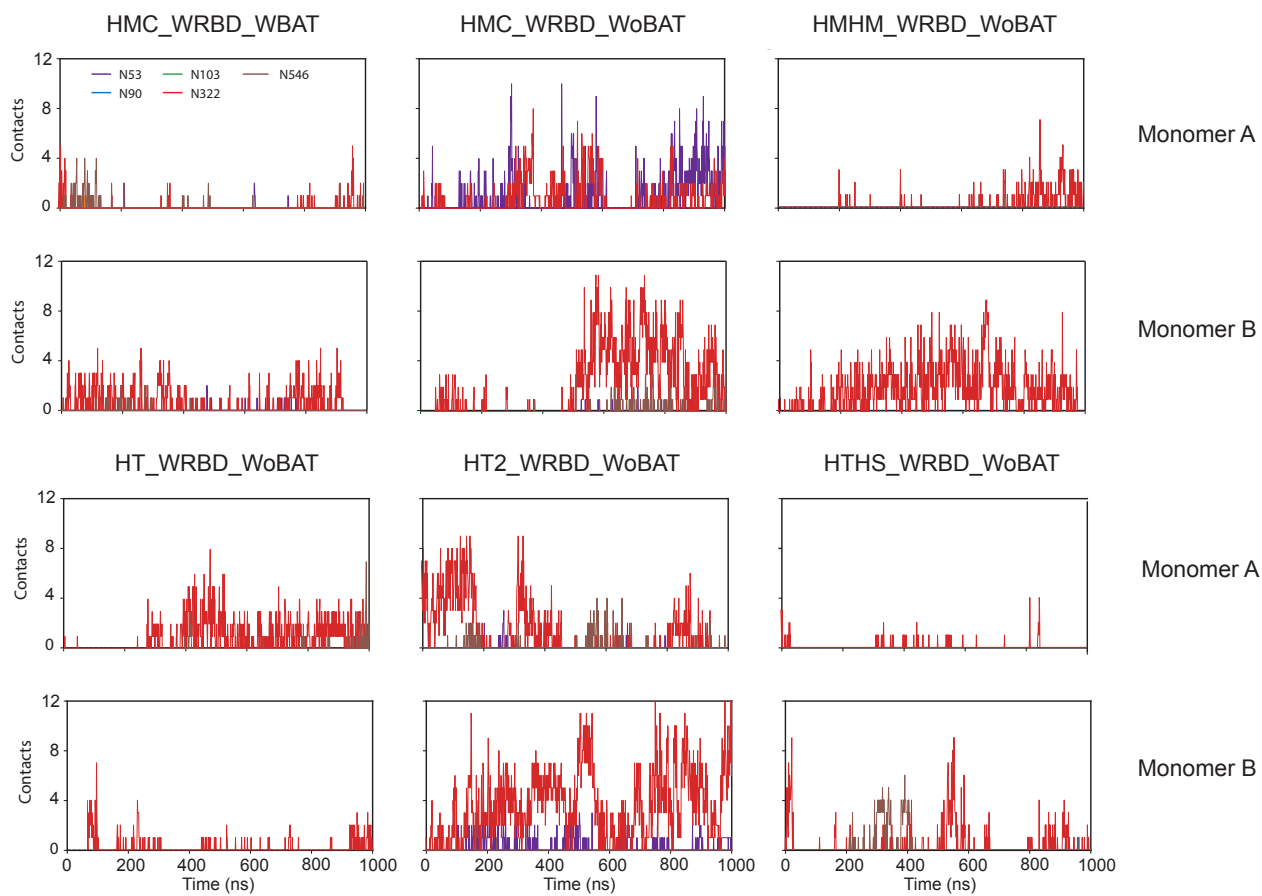 HMC_WRBD_WBAT HMC_WRBD_WoBAT HMHM_WRBD_WoBAT
12
8
4
0
Contacts
N53 N103 N546
N90 N322
Monomer A
12
8
4
0
Contacts
Monomer B
HT_WRBD_WoBAT HT2_WRBD_WoBAT HTHS_WRBD_WoBAT
12
8
4
0
Contacts
Monomer A
12
8
4
0
Contacts
Monomer B
0 200 400 600 800 1000 0 200 400 600 800 1000 0 200 400 600 800 1000
Time (ns) Time (ns) Time (ns)